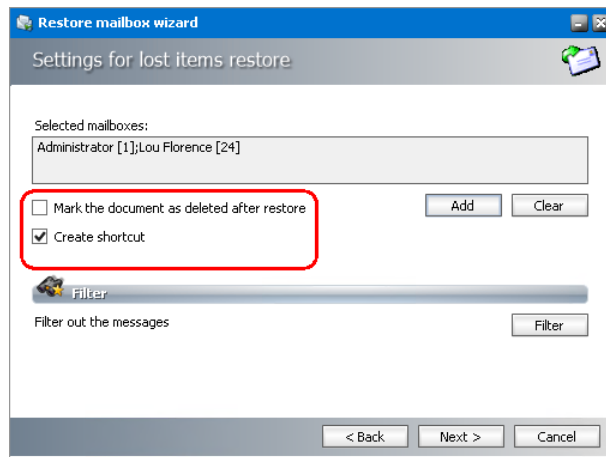 Restore mailbox wizard
Settings for lost items restore
Selected mailboxes:
Administrator [1];Lou Florence [24]
Mark the document as deleted after restore
Add
Clear
Create shortcut
Filter
Filter out the messages
Filter
< Back
Next >
Cancel